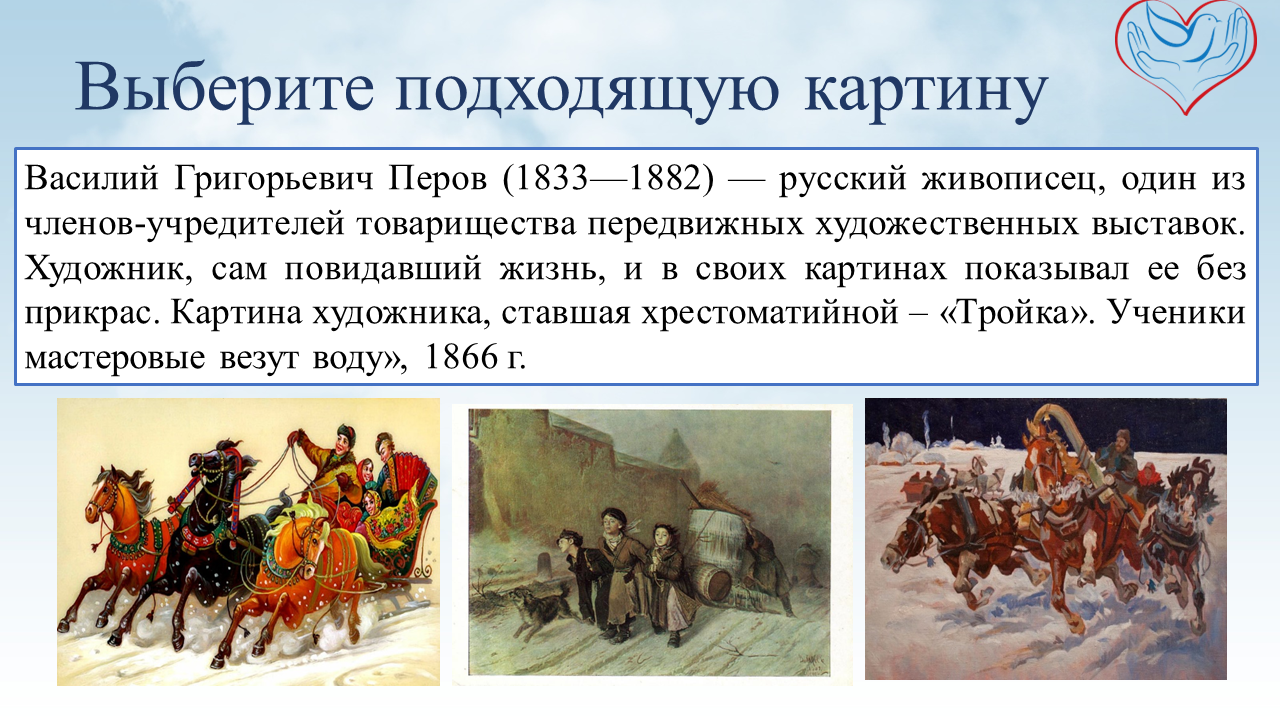 Выберите подходящую картину
Василий Григорьевич Перов (1833—1882) — русский живописец, один из
членов-учредителей товарищества передвижных художественных выставок.
Художник, сам повидавший жизнь, и в своих картинах показывал ее без
прикрас. Картина художника, ставшая хрестоматийной – «Тройка». Ученики
мастеровые везут воду», 1866 г.